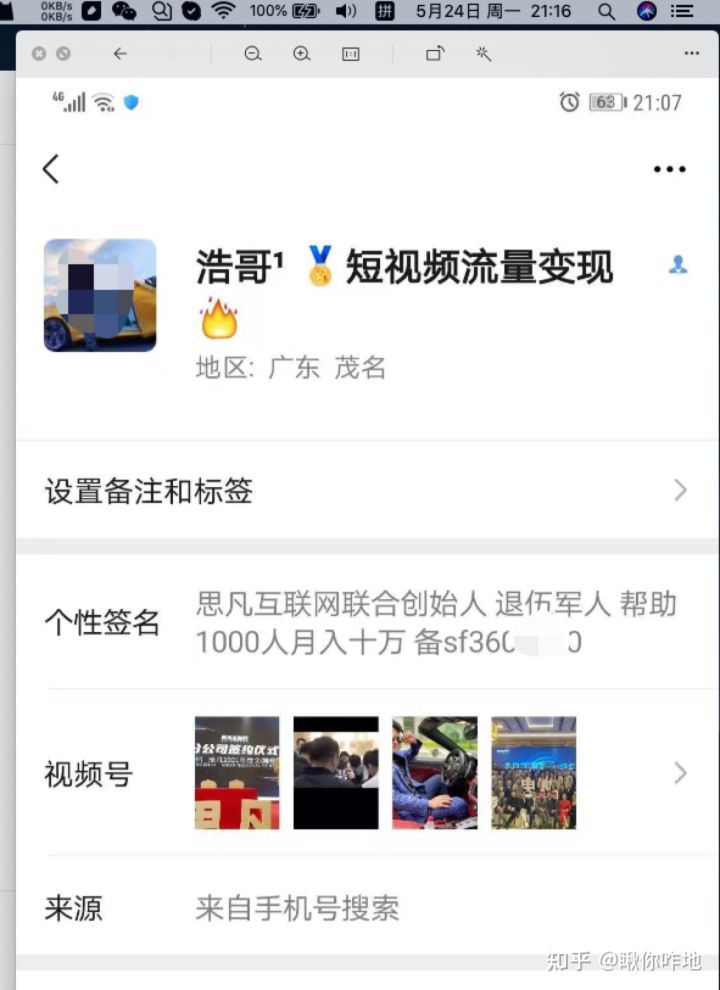 0KB/s
0KB/s
100%
拼
5月24日 周一 21:16
4G
63
21:07
浩哥¹ 🥇 短视频流量变现
🔥
地区: 广东 茂名
设置备注和标签
个性签名
思凡互联网联合创始人 退伍军人 帮助
1000人月入十万 备sf360
视频号
分公司签约仪式
思凡
来源
来自手机号搜索
知乎 @瞅你咋地